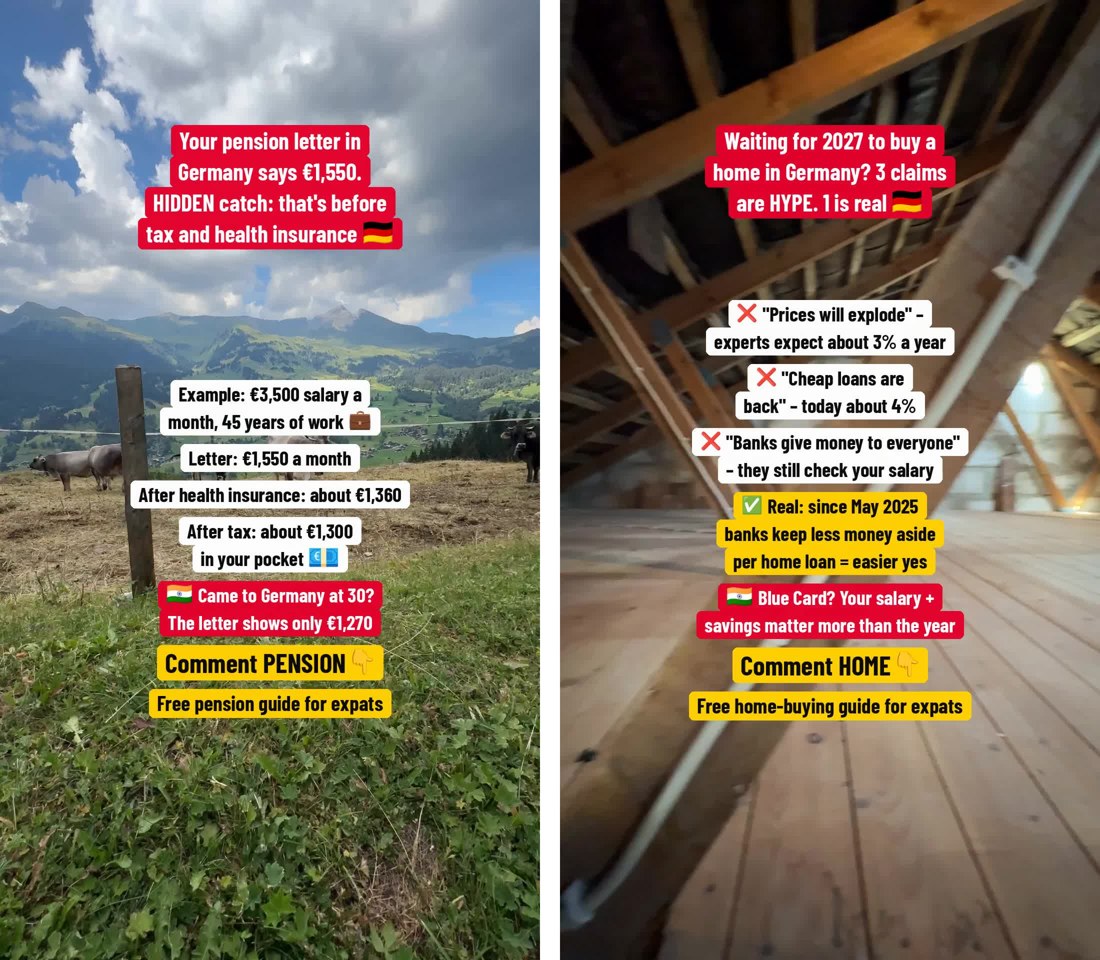 Your pension letter in
Germany says €1,550.
HIDDEN catch: that's before
tax and health insurance 🇩🇪
Example: €3,500 salary a
month, 45 years of work 💼
Letter: €1,550 a month
After health insurance: about €1,360
After tax: about €1,300
in your pocket 💶
🇮🇳 Came to Germany at 30?
The letter shows only €1,270
Comment PENSION 👇
Free pension guide for expats
Waiting for 2027 to buy a
home in Germany? 3 claims
are HYPE. 1 is real 🇩🇪
❌ "Prices will explode" –
experts expect about 3% a year
❌ "Cheap loans are
back" – today about 4%
❌ "Banks give money to everyone"
– they still check your salary
✅ Real: since May 2025
banks keep less money aside
per home loan = easier yes
🇮🇳 Blue Card? Your salary +
savings matter more than the year
Comment HOME 👇
Free home-buying guide for expats